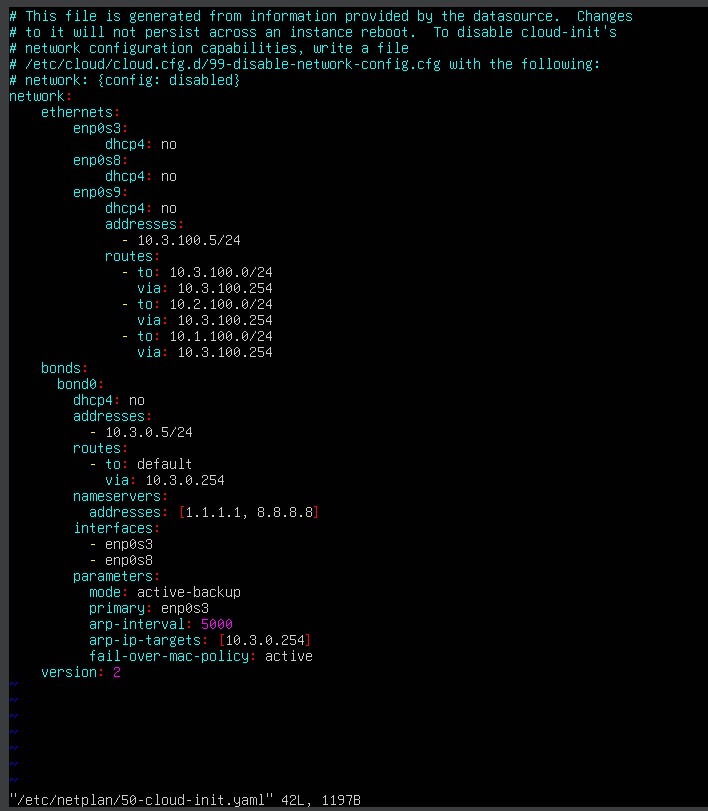 # This file is generated from information provided by the datasource.  Changes
# to it will not persist across an instance reboot.  To disable cloud-init's
# network configuration capabilities, write a file
# /etc/cloud/cloud.cfg.d/99-disable-network-config.cfg with the following:
# network: {config: disabled}
network:
    ethernets:
        enp0s3:
            dhcp4: no
        enp0s8:
            dhcp4: no
        enp0s9:
            dhcp4: no
            addresses:
              - 10.3.100.5/24
            routes:
              - to: 10.3.100.0/24
                via: 10.3.100.254
              - to: 10.2.100.0/24
                via: 10.3.100.254
              - to: 10.1.100.0/24
                via: 10.3.100.254
    bonds:
      bond0:
        dhcp4: no
        addresses:
          - 10.3.0.5/24
        routes:
          - to: default
            via: 10.3.0.254
        nameservers:
          addresses: [1.1.1.1, 8.8.8.8]
        interfaces:
          - enp0s3
          - enp0s8
        parameters:
          mode: active-backup
          primary: enp0s3
          arp-interval: 5000
          arp-ip-targets: [10.3.0.254]
          fail-over-mac-policy: active
    version: 2
~
~
~
~
~
~
~
"/etc/netplan/50-cloud-init.yaml" 42L, 1197B